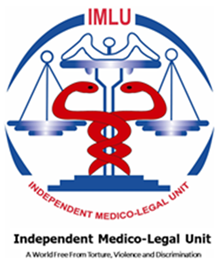 IMLU
INDEPENDENT MEDICO-LEGAL UNIT
Independent Medico-Legal Unit
A World Free From Torture, Violence and Discrimination